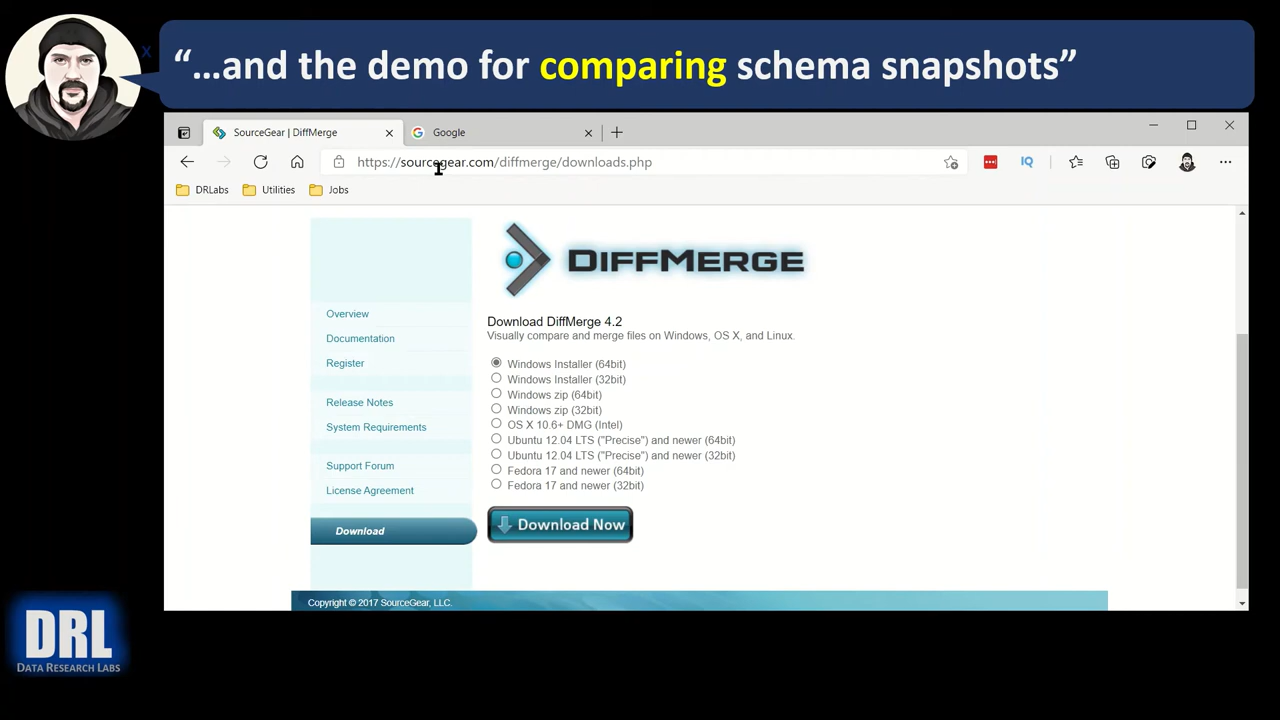 X
“…and the demo for comparing schema snapshots”
SourceGear | DiffMerge
Google
https://sourcegear.com/diffmerge/downloads.php
IQ
DRLabs
Utilities
Jobs
DIFFMERGE
Overview
Documentation
Register
Release Notes
System Requirements
Support Forum
License Agreement
Download
Download DiffMerge 4.2
Visually compare and merge files on Windows, OS X, and Linux.
Windows Installer (64bit)
Windows Installer (32bit)
Windows zip (64bit)
Windows zip (32bit)
OS X 10.6+ DMG (Intel)
Ubuntu 12.04 LTS ("Precise") and newer (64bit)
Ubuntu 12.04 LTS ("Precise") and newer (32bit)
Fedora 17 and newer (64bit)
Fedora 17 and newer (32bit)
Download Now
Copyright © 2017 SourceGear, LLC.
DRL
DATA RESEARCH LABS